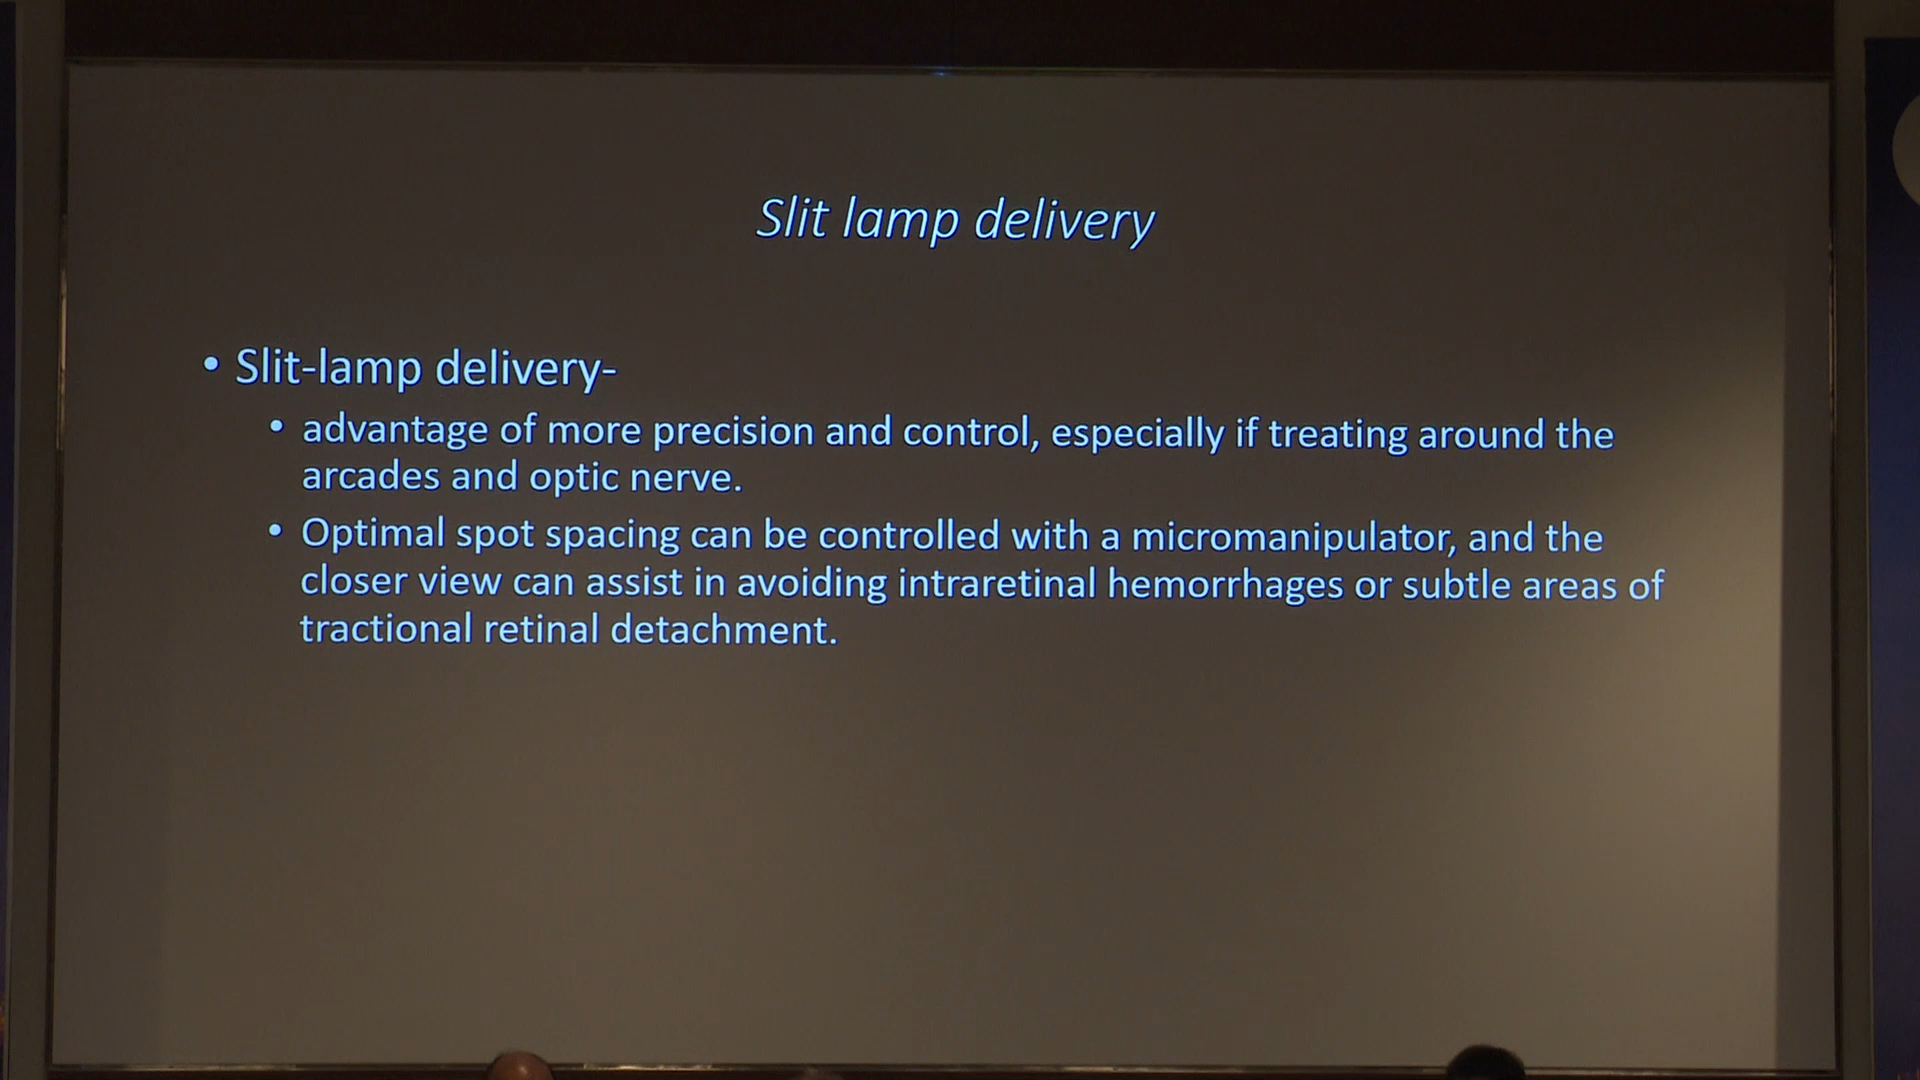 Slit lamp delivery
• Slit-lamp delivery-
• advantage of more precision and control, especially if treating around the
arcades and optic nerve.
• Optimal spot spacing can be controlled with a micromanipulator, and the
closer view can assist in avoiding intraretinal hemorrhages or subtle areas of
tractional retinal detachment.